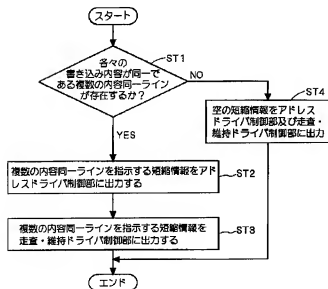 スタート
各々の
書き込み内容が同一で
ある複数の内容同一ライン
が存在するか？
ST1
NO
YES
ST4
空の短縮情報をアドレス
ドライバ制御部及び走査・
維持ドライバ制御部に出力
複数の内容同一ラインを指示する短縮情報をアド
レスドライバ制御部に出力する
ST2
複数の内容同一ラインを指示する短縮情報を
走査・維持ドライバ制御部に出力する
ST3
エンド